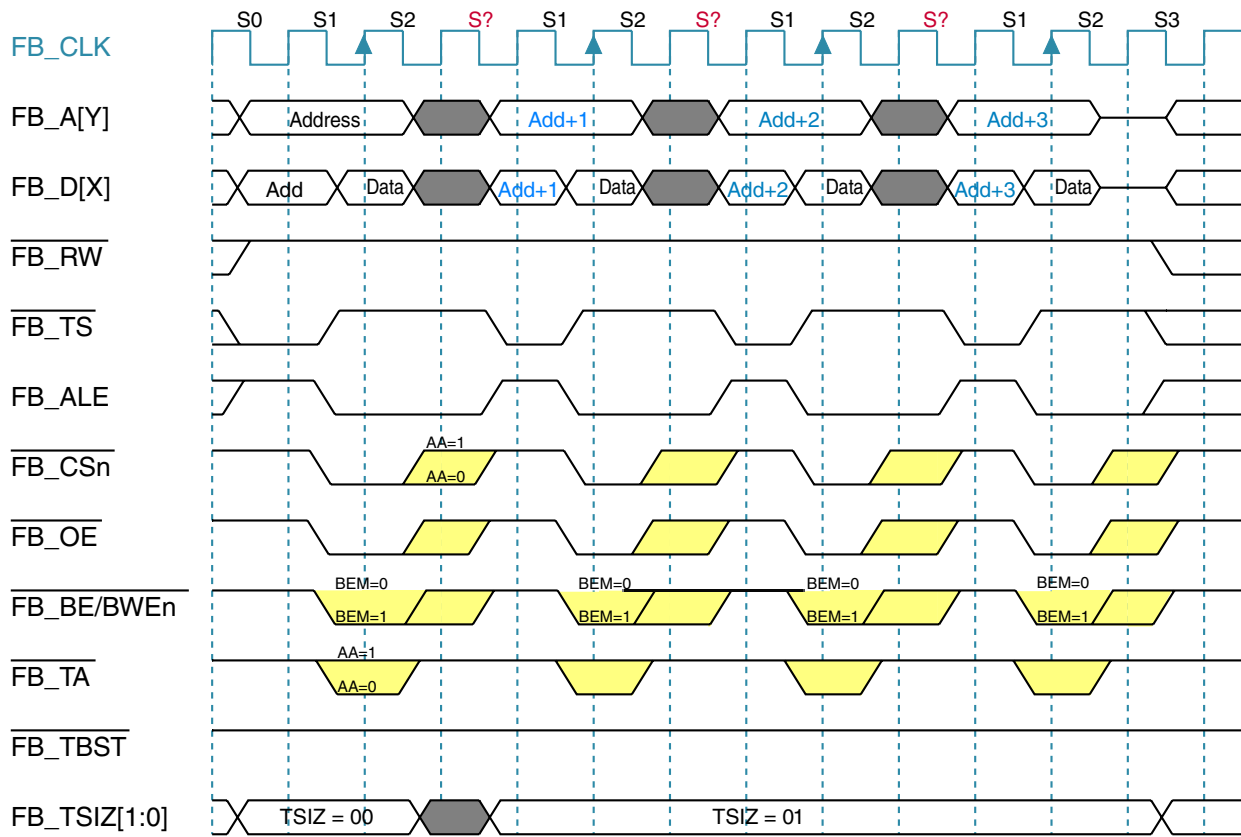 S0 S1 S2 S? S1 S2 S? S1 S2 S? S1 S2 S3
FB_CLK
FB_A[Y] Address Add+1 Add+2 Add+3
FB_D[X] Add Data Add+1 Data Add+2 Data Add+3 Data
FB_RW
FB_TS
FB_ALE
AA=1
FB_CSn
AA=0
FB_OE
BEM=0 BEM=0 BEM=0 BEM=0
FB_BE/BWEn
BEM=1 BEM=1 BEM=1 BEM=1
AA=1
FB_TA
AA=0
FB_TBST
FB_TSIZ[1:0] TSIZ = 00 TSIZ = 01